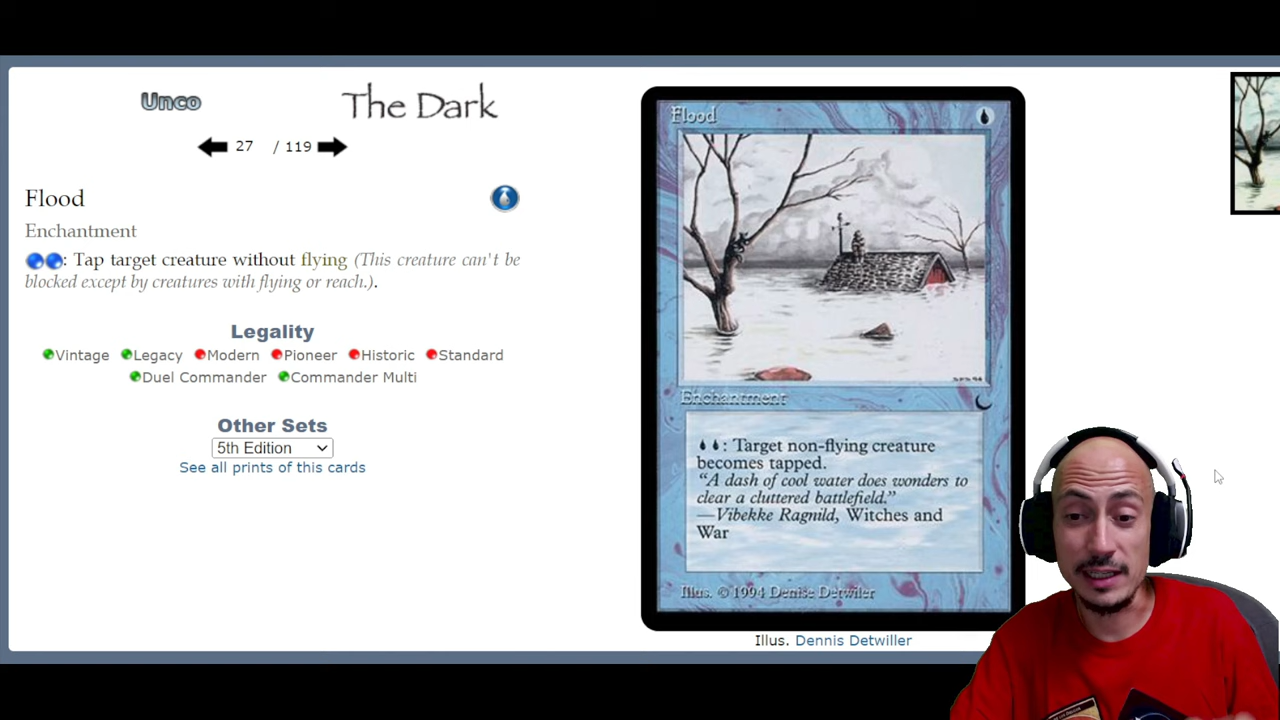 Unco
The Dark
27 / 119
Flood
Enchantment
: Tap target creature without flying (This creature can't be
blocked except by creatures with flying or reach.).
Legality
Vintage Legacy Modern Pioneer Historic Standard
Duel Commander Commander Multi
Other Sets
5th Edition
See all prints of this cards
Flood
Enchantment
: Target non-flying creature
becomes tapped.
"A dash of cool water does wonders to
clear a cluttered battlefield."
—Vibekke Ragnild, Witches and
War
Illus. © 1994 Denise Detwiler
Illus. Dennis Detwiller